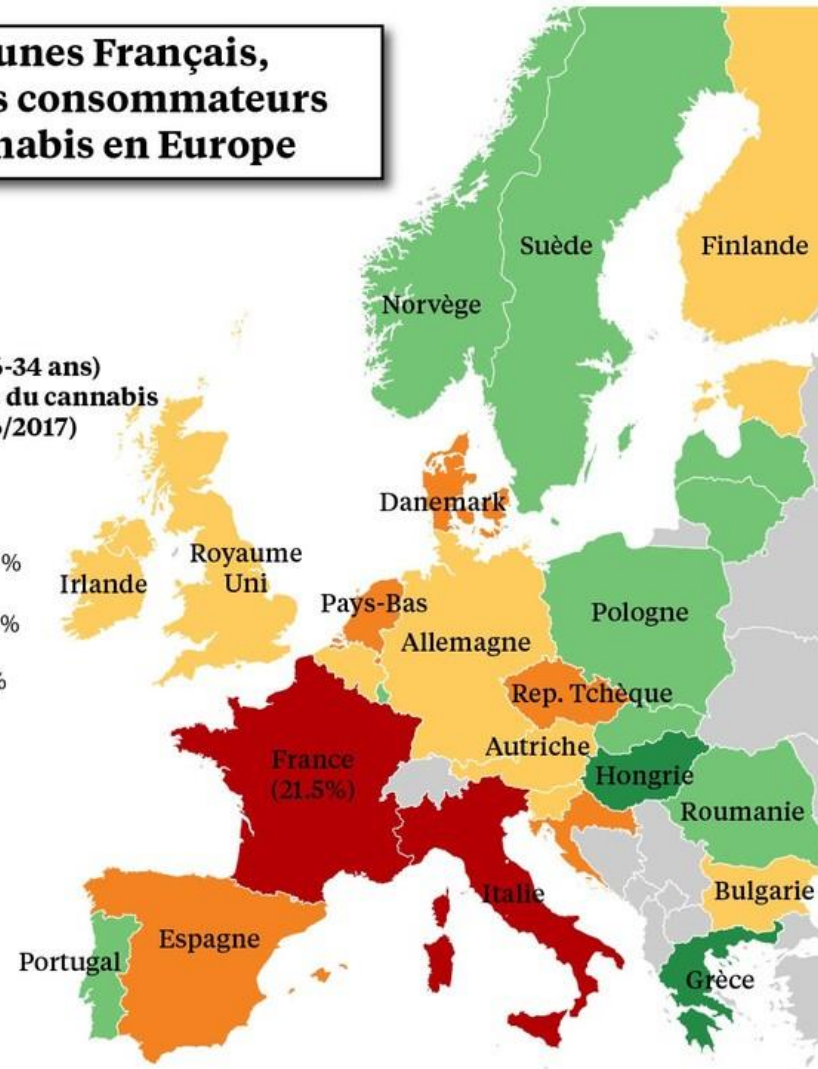 unes Français,
s consommateurs
nabis en Europe
Suède
Finlande
Norvège
-34 ans)
du cannabis
/2017)
Danemark
%
Royaume
Uni
Irlande
Pays-Bas
Pologne
%
Allemagne
%
Rep. Tchèque
Autriche
France
(21.5%)
Hongrie
Roumanie
Italie
Bulgarie
Espagne
Portugal
Grèce